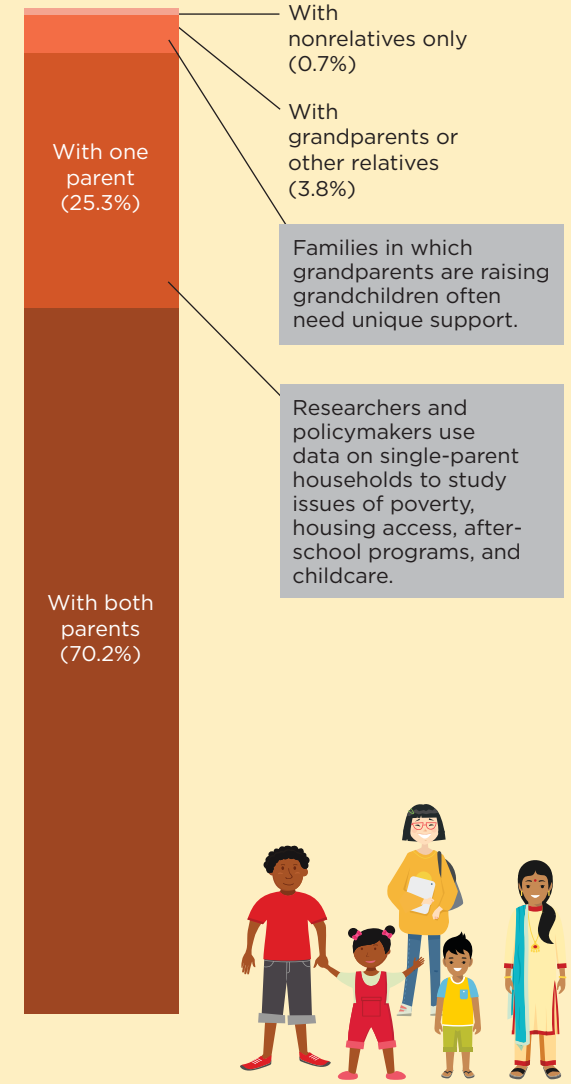 With
nonrelatives only
(0.7%)
With
grandparents or
other relatives
(3.8%)
With one
parent
(25.3%)
Families in which
grandparents are raising
grandchildren often
need unique support.
Researchers and
policymakers use
data on single-parent
households to study
issues of poverty,
housing access, after-
school programs, and
childcare.
With both
parents
(70.2%)